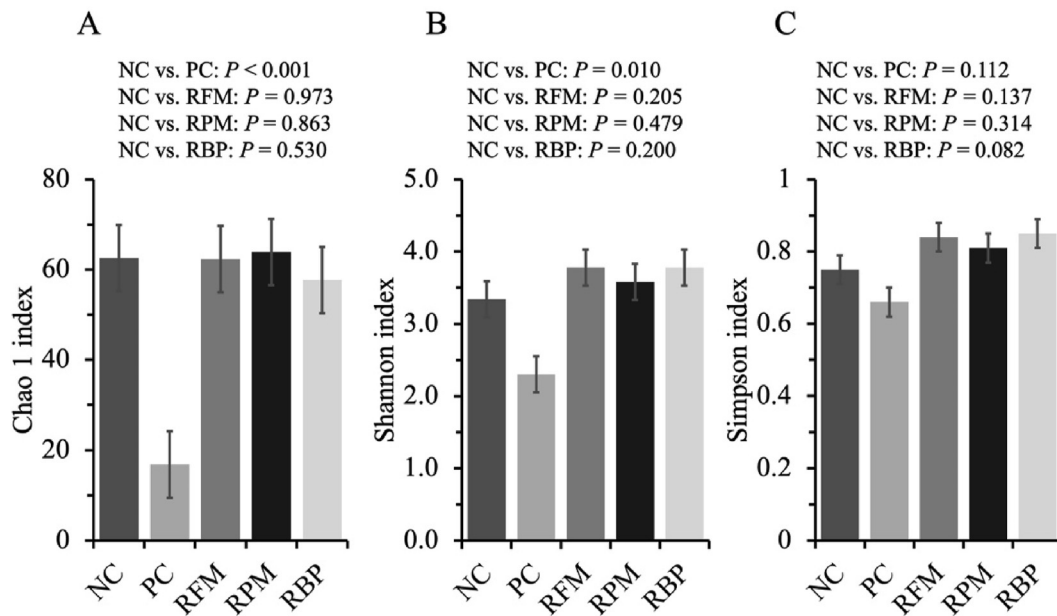 A
NC vs. PC: P < 0.001
NC vs. RFM: P = 0.973
NC vs. RPM: P = 0.863
NC vs. RBP: P = 0.530
80
60
40
20
0
Chao 1 index
NC
PC
RFM
RPM
RBP
B
NC vs. PC: P = 0.010
NC vs. RFM: P = 0.205
NC vs. RPM: P = 0.479
NC vs. RBP: P = 0.200
5.0
4.0
3.0
2.0
1.0
0.0
Shannon index
NC
PC
RFM
RPM
RBP
C
NC vs. PC: P = 0.112
NC vs. RFM: P = 0.137
NC vs. RPM: P = 0.314
NC vs. RBP: P = 0.082
1
0.8
0.6
0.4
0.2
0
Simpson index
NC
PC
RFM
RPM
RBP